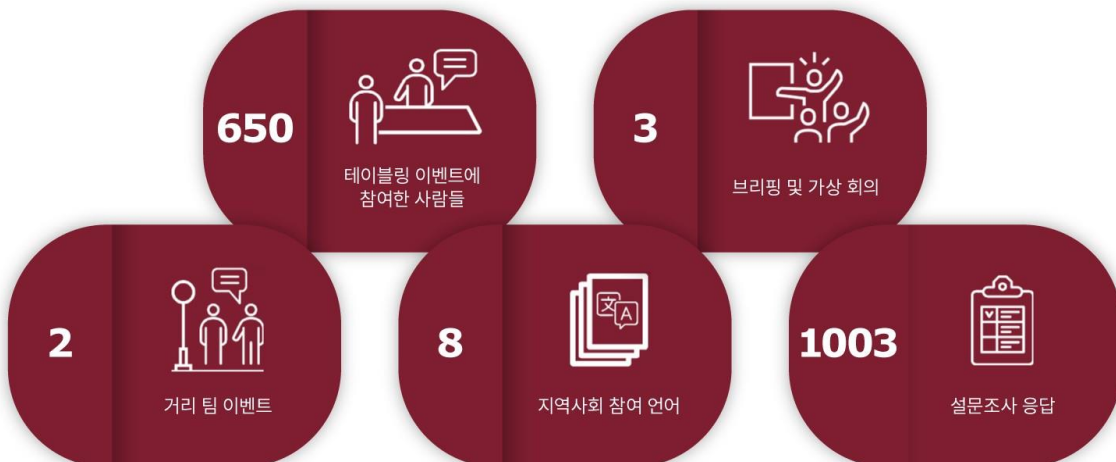 650
테이블링 이벤트에
참여한 사람들
3
브리핑 및 가상 회의
2
거리 팀 이벤트
8
文 A
지역사회 참여 언어
1003
설문조사 응답